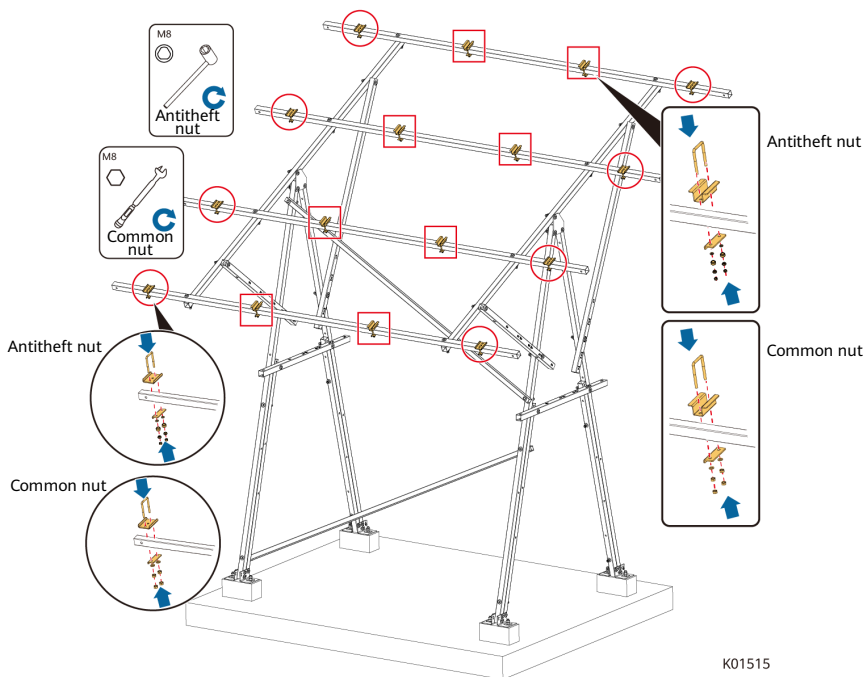 M8
Antitheft
nut
M8
Common
nut
Antitheft nut
Common nut
Antitheft nut
Common nut
K01515